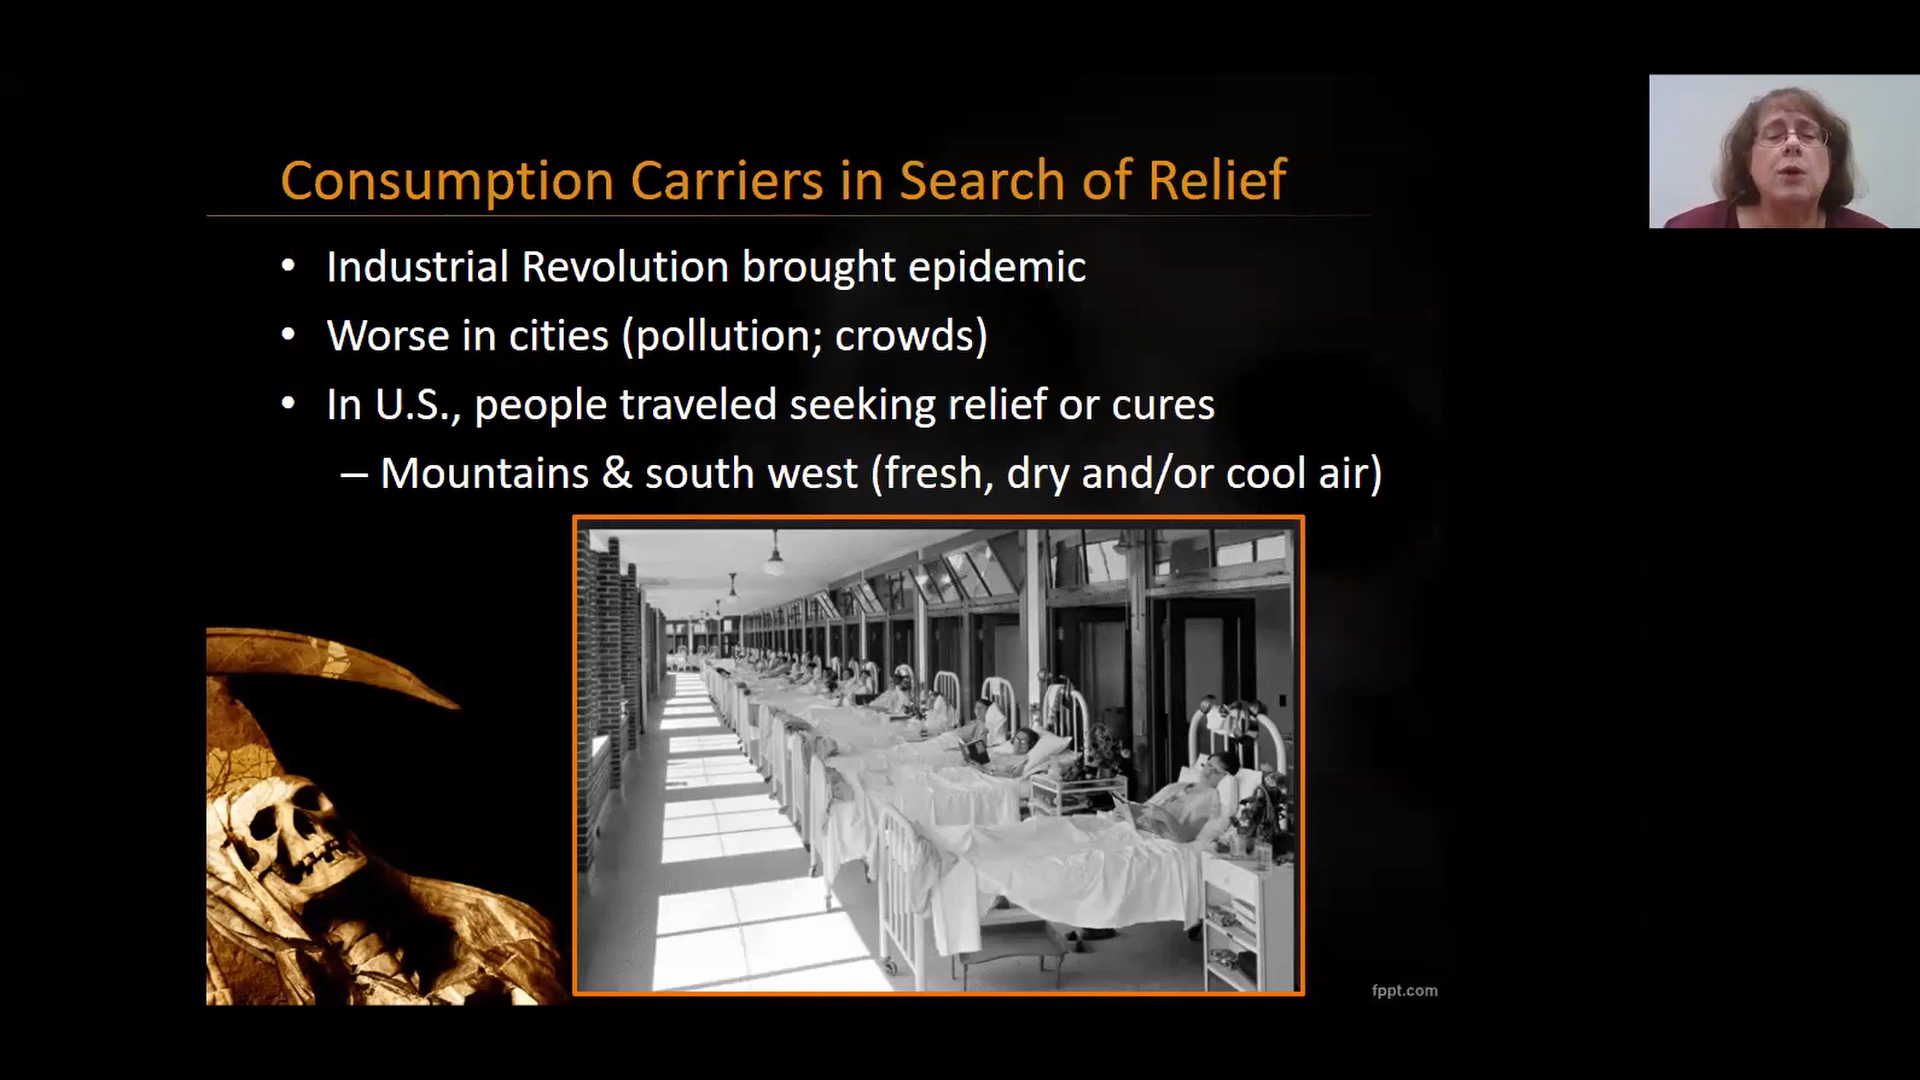 Consumption Carriers in Search of Relief
• Industrial Revolution brought epidemic
• Worse in cities (pollution; crowds)
• In U.S., people traveled seeking relief or cures
– Mountains & south west (fresh, dry and/or cool air)
fppt.com